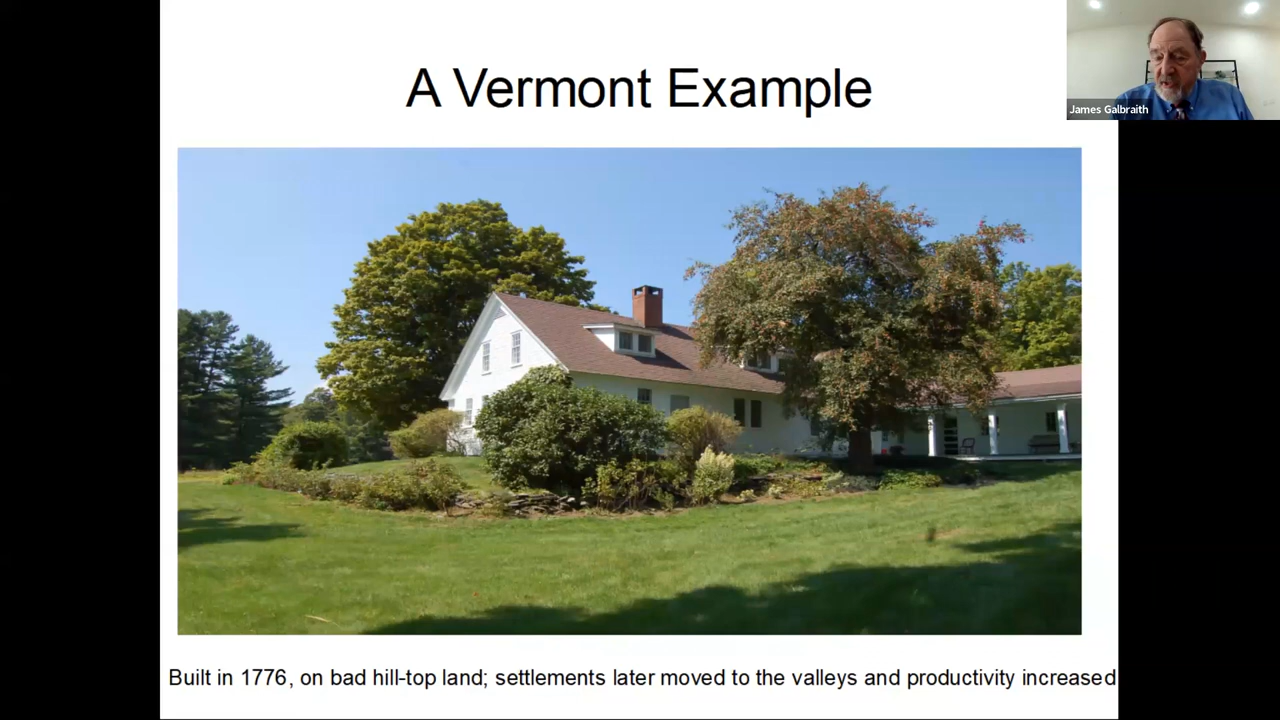 A Vermont Example
James Galbraith
Built in 1776, on bad hill-top land; settlements later moved to the valleys and productivity increased